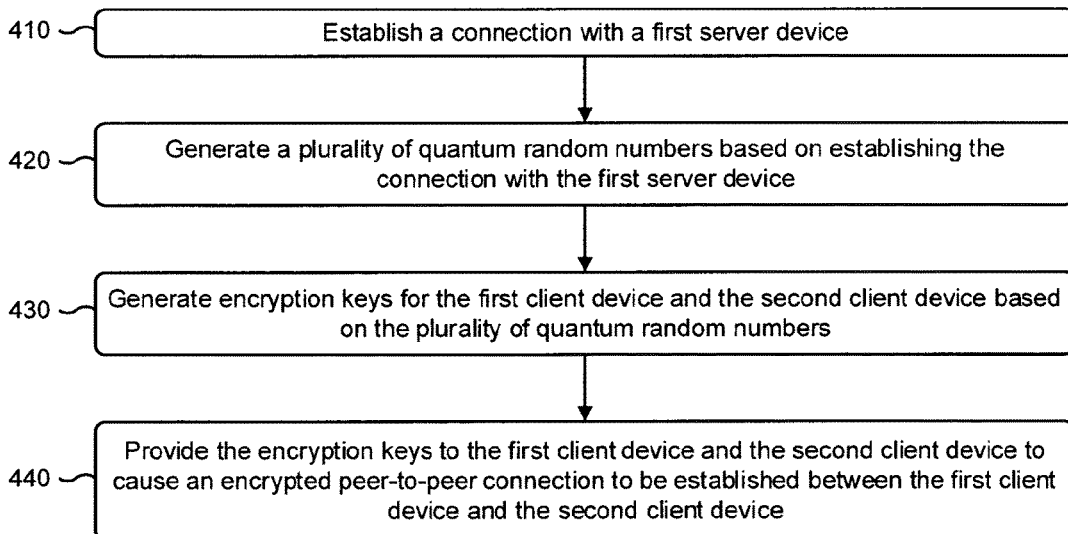 410
Establish a connection with a first server device
420
Generate a plurality of quantum random numbers based on establishing the
connection with the first server device
430
Generate encryption keys for the first client device and the second client device based
on the plurality of quantum random numbers
440
Provide the encryption keys to the first client device and the second client device to
cause an encrypted peer-to-peer connection to be established between the first client
device and the second client device